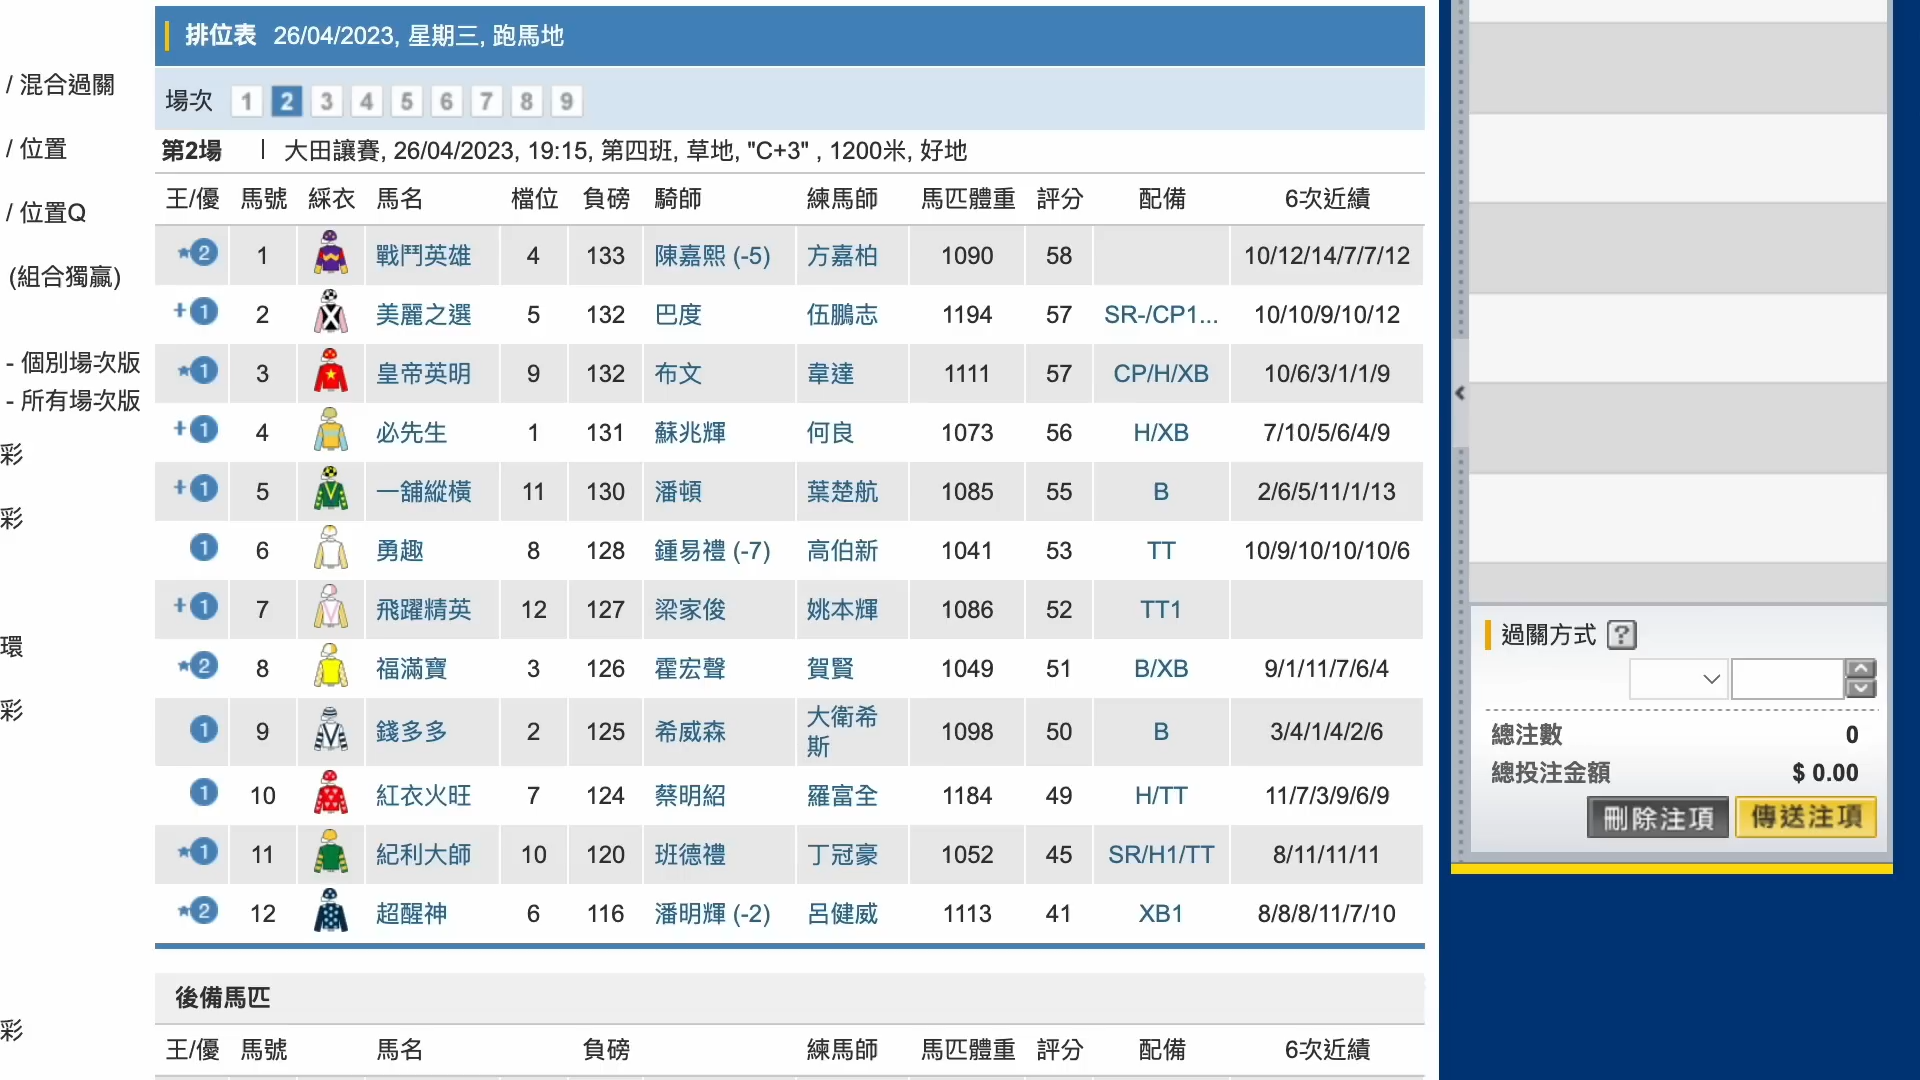 排位表 26/04/2023, 星期三, 跑馬地
/ 混合過關
/ 位置
/ 位置Q
(組合獨贏)
- 個別場次版
- 所有場次版
彩
彩
環
彩
彩
場次 1 2 3 4 5 6 7 8 9
第2場 | 大田讓賽, 26/04/2023, 19:15, 第四班, 草地, "C+3" , 1200米, 好地
王/優 馬號 綵衣 馬名 檔位 負磅 騎師 練馬師 馬匹體重 評分 配備 6次近績
★2 1 戰鬥英雄 4 133 陳嘉熙 (-5) 方嘉柏 1090 58 10/12/14/7/7/12
+1 2 美麗之選 5 132 巴度 伍鵬志 1194 57 SR-/CP1... 10/10/9/10/12
★1 3 皇帝英明 9 132 布文 韋達 1111 57 CP/H/XB 10/6/3/1/1/9
+1 4 必先生 1 131 蘇兆輝 何良 1073 56 H/XB 7/10/5/6/4/9
+1 5 一舖縱橫 11 130 潘頓 葉楚航 1085 55 B 2/6/5/11/1/13
1 6 勇趣 8 128 鍾易禮 (-7) 高伯新 1041 53 TT 10/9/10/10/10/6
+1 7 飛躍精英 12 127 梁家俊 姚本輝 1086 52 TT1
★2 8 福滿寶 3 126 霍宏聲 賀賢 1049 51 B/XB 9/1/11/7/6/4
1 9 錢多多 2 125 希威森 大衛希斯 1098 50 B 3/4/1/4/2/6
1 10 紅衣火旺 7 124 蔡明紹 羅富全 1184 49 H/TT 11/7/3/9/6/9
★1 11 紀利大師 10 120 班德禮 丁冠豪 1052 45 SR/H1/TT 8/11/11/11
★2 12 超醒神 6 116 潘明輝 (-2) 呂健威 1113 41 XB1 8/8/8/11/7/10
後備馬匹
王/優 馬號 馬名 負磅 練馬師 馬匹體重 評分 配備 6次近績
過關方式 ?
總注數 0
總投注金額 $ 0.00
刪除注項 傳送注項